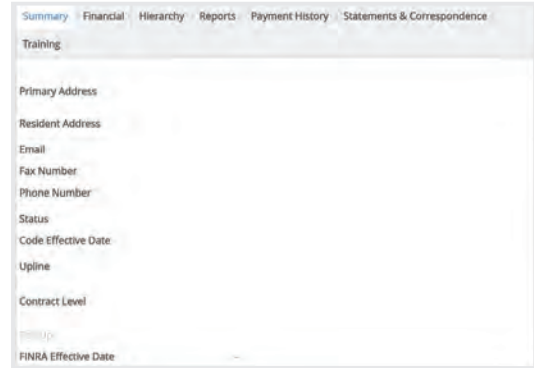 Summary Financial Hierarchy Reports Payment History Statements & Correspondence
Training
Primary Address
Resident Address
Email
Fax Number
Phone Number
Status
Code Effective Date
Upline
Contract Level
FINRA Effective Date -